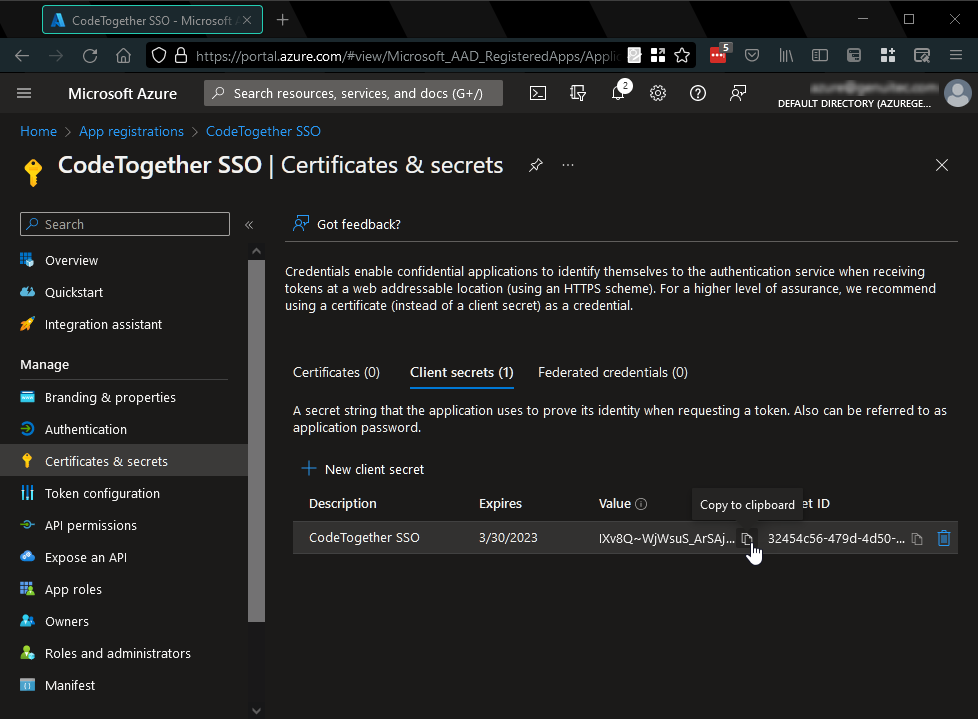 CodeTogether SSO - Microsoft A
https://portal.azure.com/#view/Microsoft_AAD_RegisteredApps/Applic
5
Microsoft Azure
Search resources, services, and docs (G+/)
2
DEFAULT DIRECTORY (AZUREGE...
Home > App registrations > CodeTogether SSO
CodeTogether SSO | Certificates & secrets
Search
«
Got feedback?
Overview
Quickstart
Integration assistant
Manage
Branding & properties
Authentication
Certificates & secrets
Token configuration
API permissions
Expose an API
App roles
Owners
Roles and administrators
Manifest
Credentials enable confidential applications to identify themselves to the authentication service when receiving
tokens at a web addressable location (using an HTTPS scheme). For a higher level of assurance, we recommend
using a certificate (instead of a client secret) as a credential.
Certificates (0) Client secrets (1) Federated credentials (0)
A secret string that the application uses to prove its identity when requesting a token. Also can be referred to as
application password.
New client secret
Description Expires Value et ID
Copy to clipboard
CodeTogether SSO 3/30/2023 IXv8Q~WjWsuS_ArSAj... 32454c56-479d-4d50-...